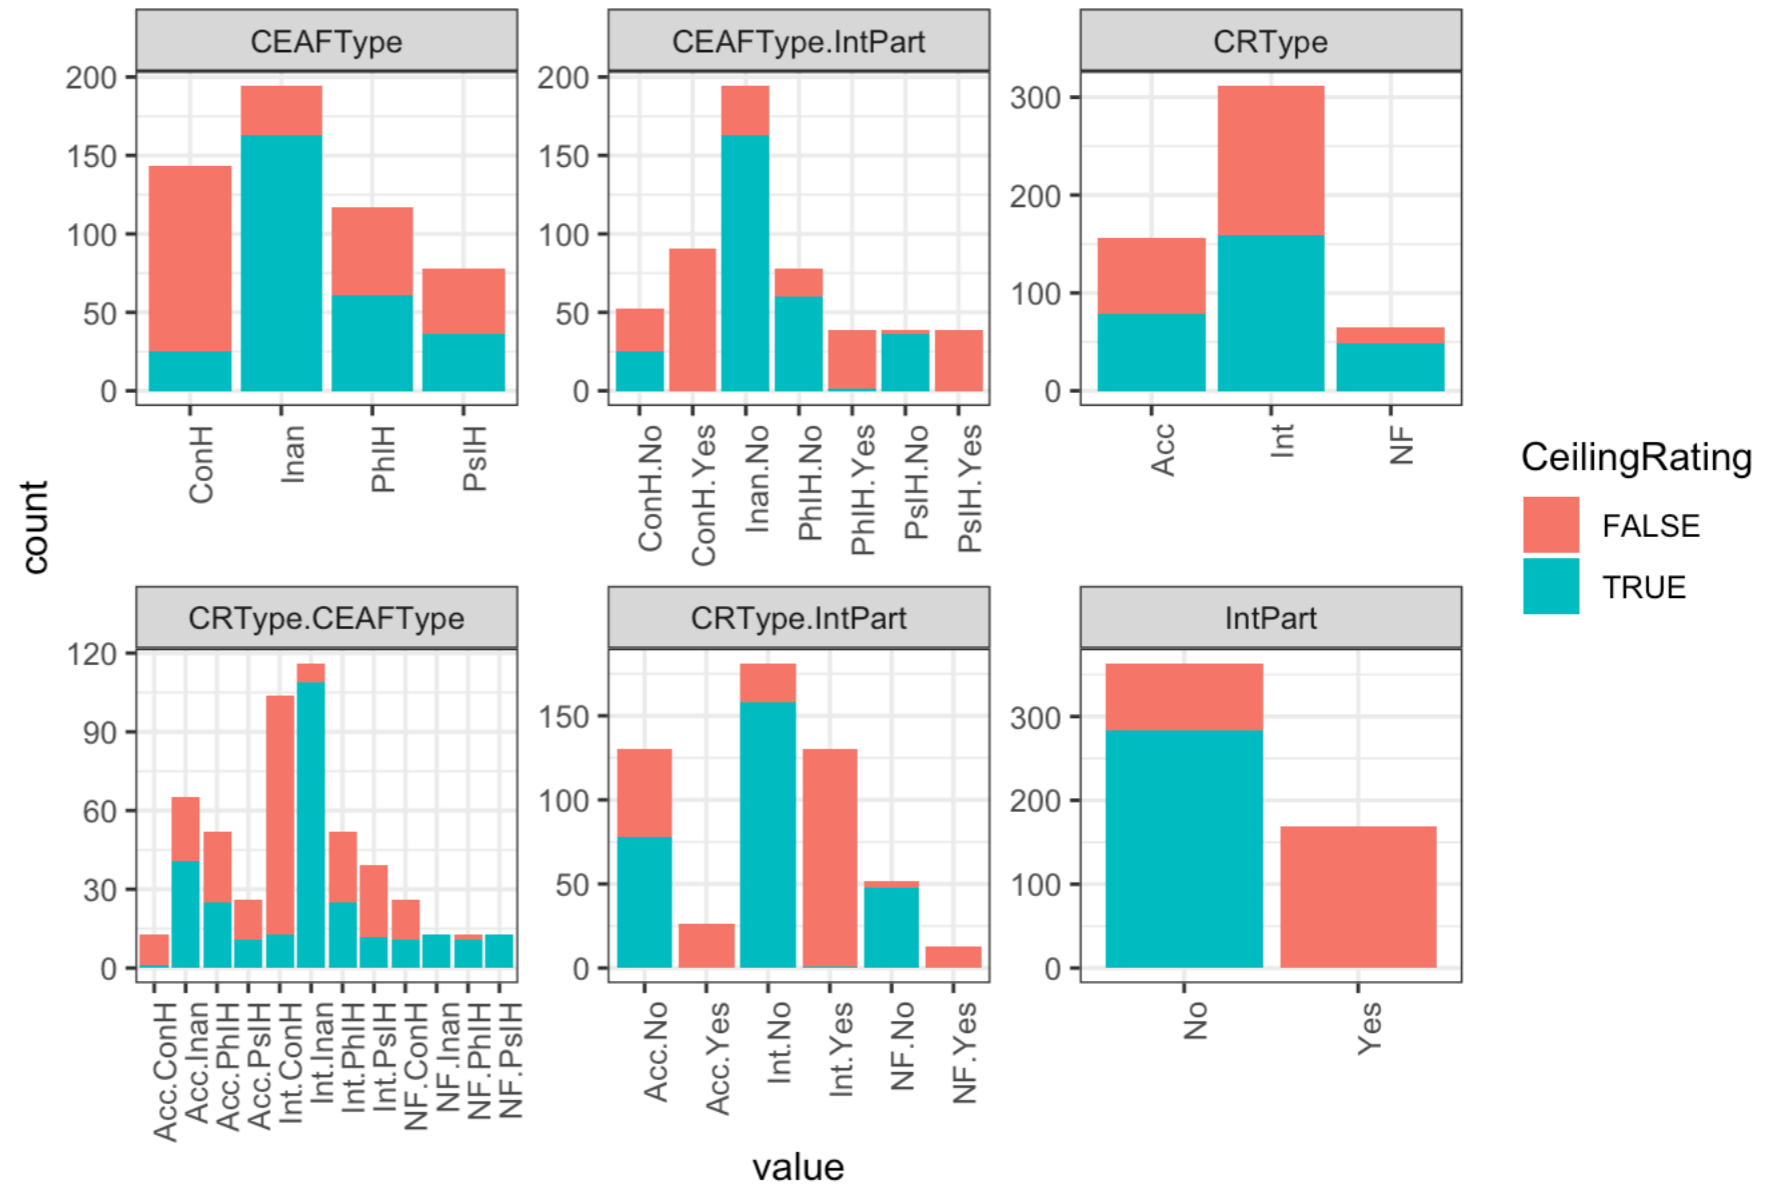 CEAFType
CEAFType.IntPart
CRType
200
150
100
50
0
ConH
Inan
PhIH
PsIH
200
150
100
50
0
ConH.No
ConH.Yes
Inan.No
PhIH.No
PhIH.Yes
PsIH.No
PsIH.Yes
300
200
100
0
Acc
Int
NF
count
CeilingRating
FALSE
TRUE
CRType.CEAFType
CRType.IntPart
IntPart
120
90
60
30
0
Acc.ConH
Acc.Inan
Acc.PhIH
Acc.PsIH
Int.ConH
Int.Inan
Int.PhIH
Int.PsIH
NF.ConH
NF.Inan
NF.PhIH
NF.PsIH
150
100
50
0
Acc.No
Acc.Yes
Int.No
Int.Yes
NF.No
NF.Yes
300
200
100
0
No
Yes
value